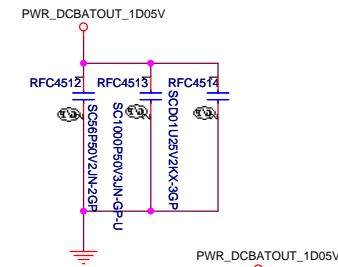 PWR_DCBATOUT_1D05V
RFC4512
RFC4513
RFC4514
SC56P50V2JN-2GP
SC1000P50V3JN-GP-U
SCD01U25V2KX-3GP
PWR_DCBATOUT_1D05V